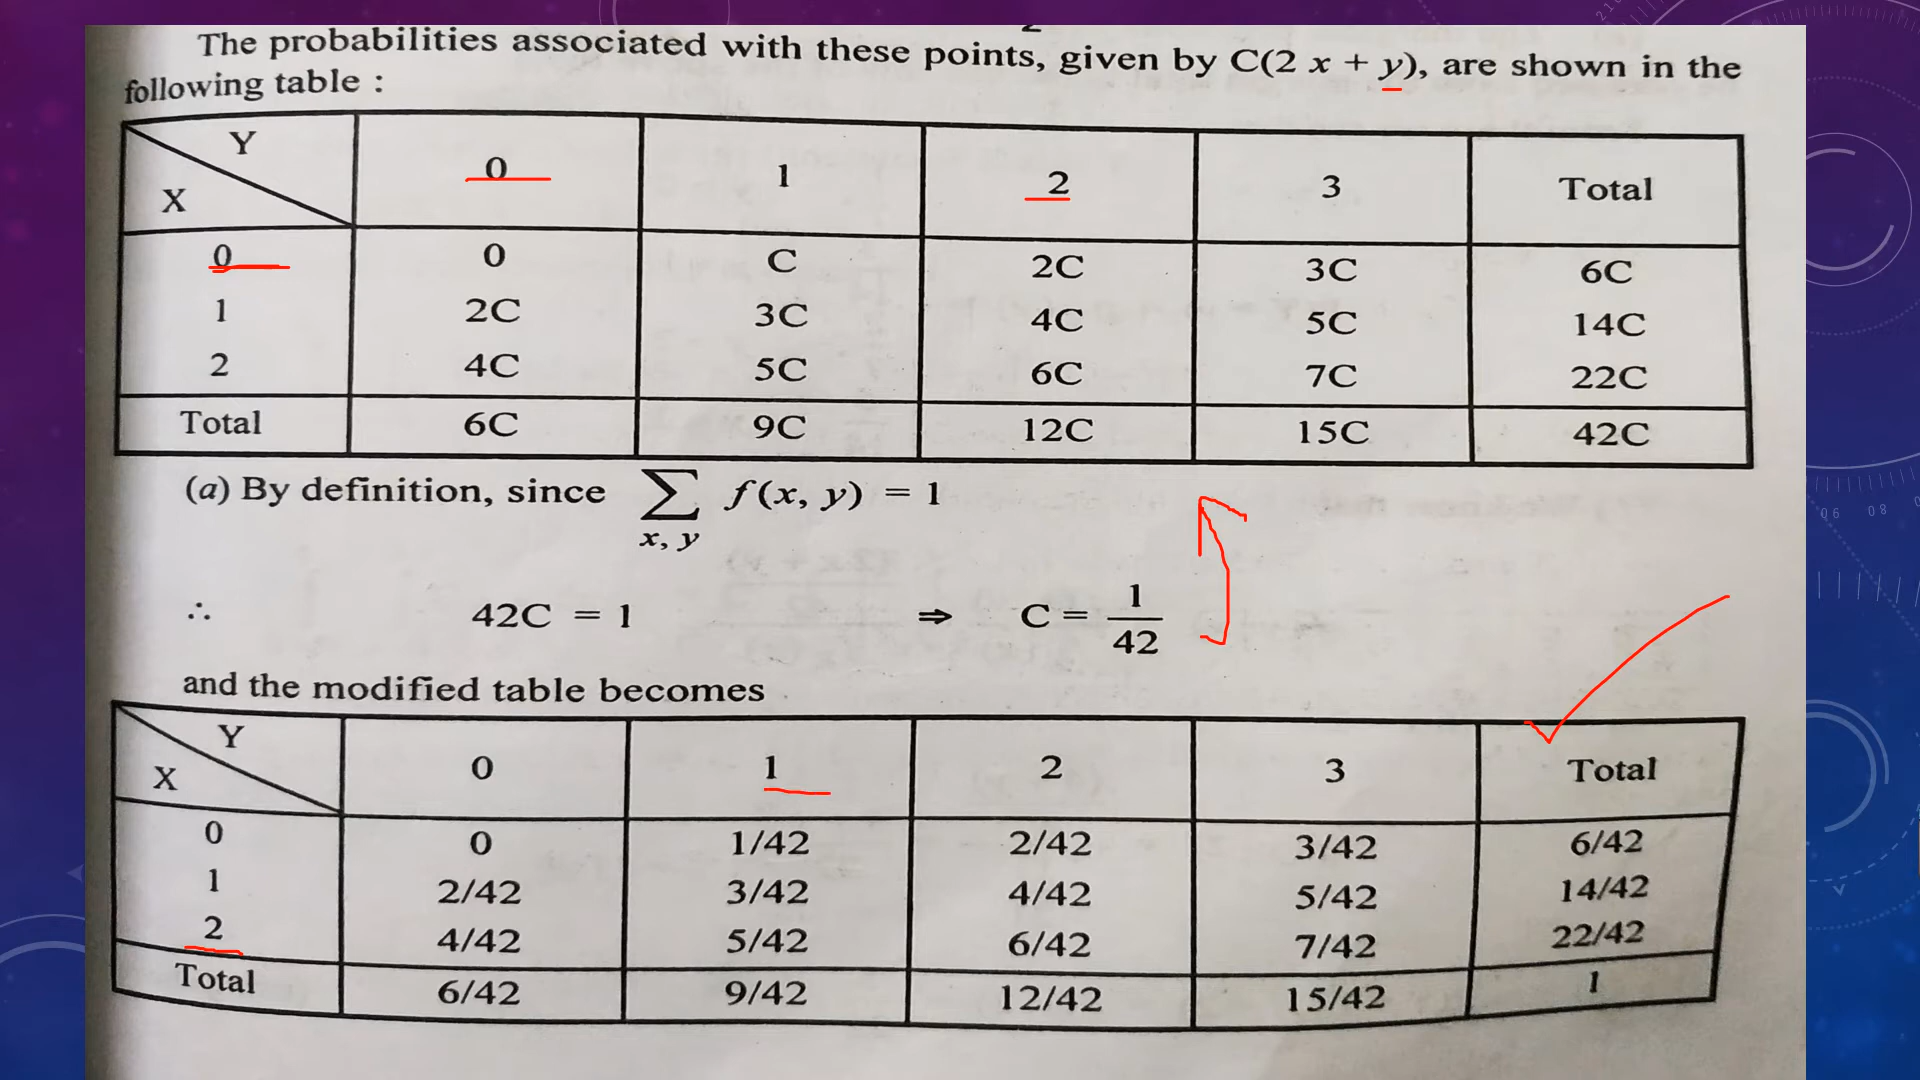 The probabilities associated with these points, given by C(2 x + y), are shown in the
following table :
Y
X 0 1 2 3 Total
0 0 C 2C 3C 6C
1 2C 3C 4C 5C 14C
2 4C 5C 6C 7C 22C
Total 6C 9C 12C 15C 42C
(a) By definition, since ∑ f(x, y) = 1
x, y
∴ 42C = 1 ⇒ C = 1/42
and the modified table becomes
Y
X 0 1 2 3 Total
0 0 1/42 2/42 3/42 6/42
1 2/42 3/42 4/42 5/42 14/42
2 4/42 5/42 6/42 7/42 22/42
Total 6/42 9/42 12/42 15/42 1